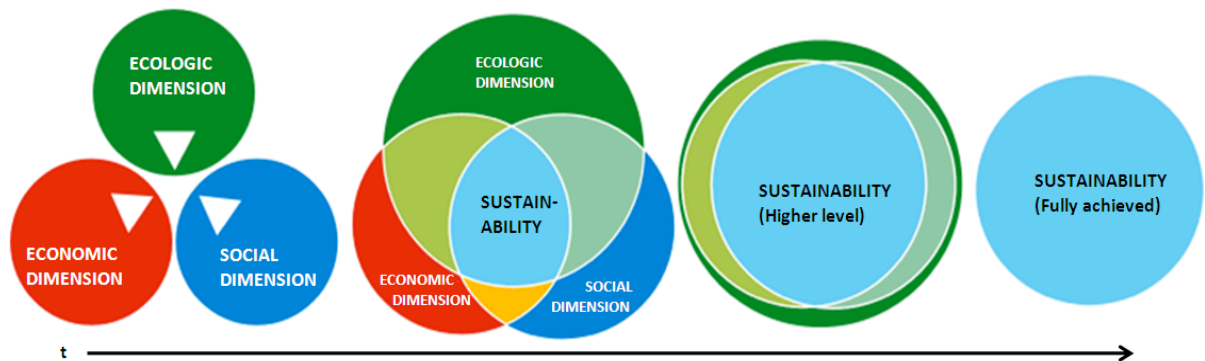 ECOLOGIC
DIMENSION
ECONOMIC
DIMENSION
SOCIAL
DIMENSION
ECOLOGIC
DIMENSION
SUSTAIN-
ABILITY
ECONOMIC
DIMENSION
SOCIAL
DIMENSION
SUSTAINABILITY
(Higher level)
SUSTAINABILITY
(Fully achieved)
t